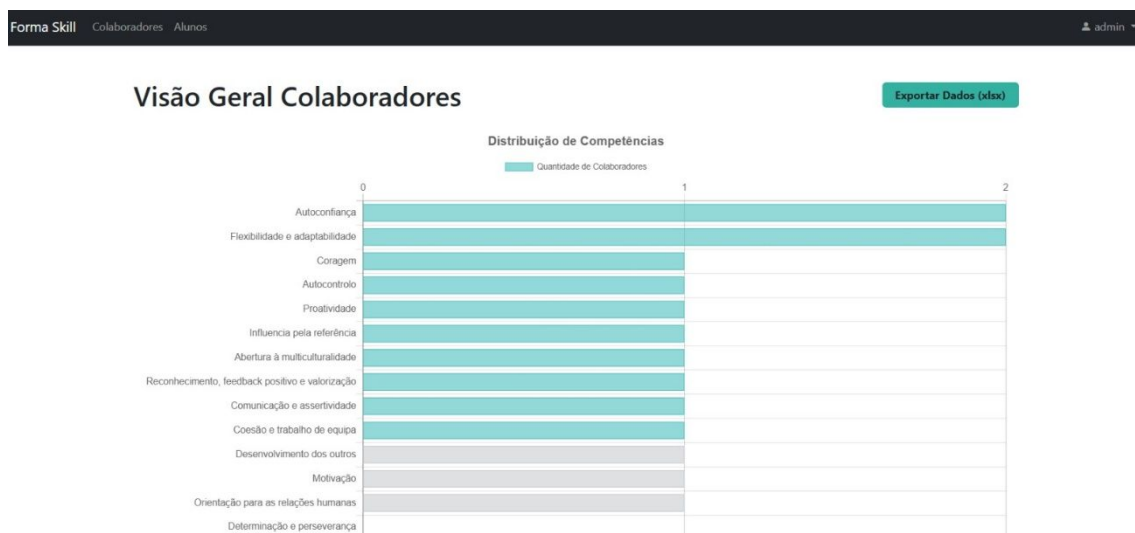 Forma Skill Colaboradores Alunos admin
Visão Geral Colaboradores
Exportar Dados (xlsx)
Distribuição de Competências
Quantidade de Colaboradores
0 1 2
Autoconfiança
Flexibilidade e adaptabilidade
Coragem
Autocontrolo
Proatividade
Influencia pela referência
Abertura à multiculturalidade
Reconhecimento, feedback positivo e valorização
Comunicação e assertividade
Coesão e trabalho de equipa
Desenvolvimento dos outros
Motivação
Orientação para as relações humanas
Determinação e perseverança